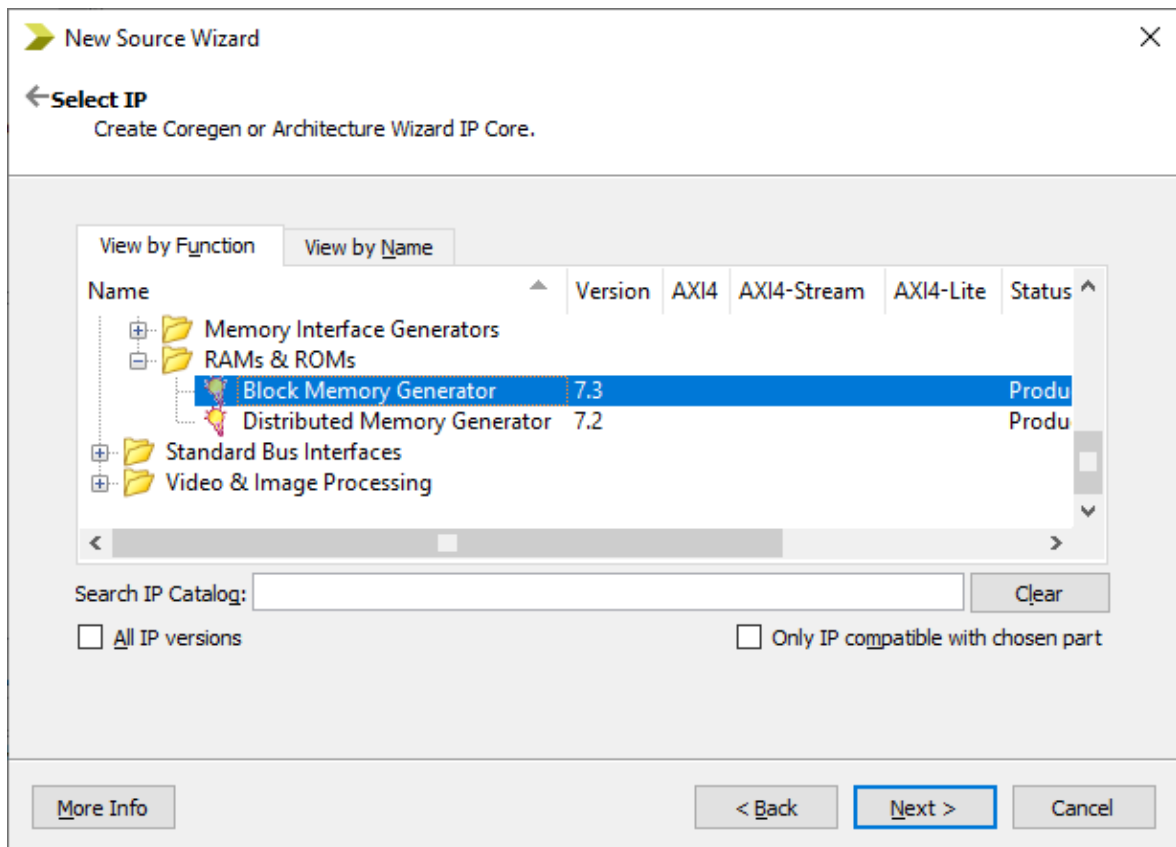 New Source Wizard
Select IP
Create Coregen or Architecture Wizard IP Core.
View by Function View by Name
Name Version AXI4 AXI4-Stream AXI4-Lite Status
Memory Interface Generators
RAMs & ROMs
Block Memory Generator 7.3 Produ
Distributed Memory Generator 7.2 Produ
Standard Bus Interfaces
Video & Image Processing
Search IP Catalog: Clear
All IP versions Only IP compatible with chosen part
More Info < Back Next > Cancel